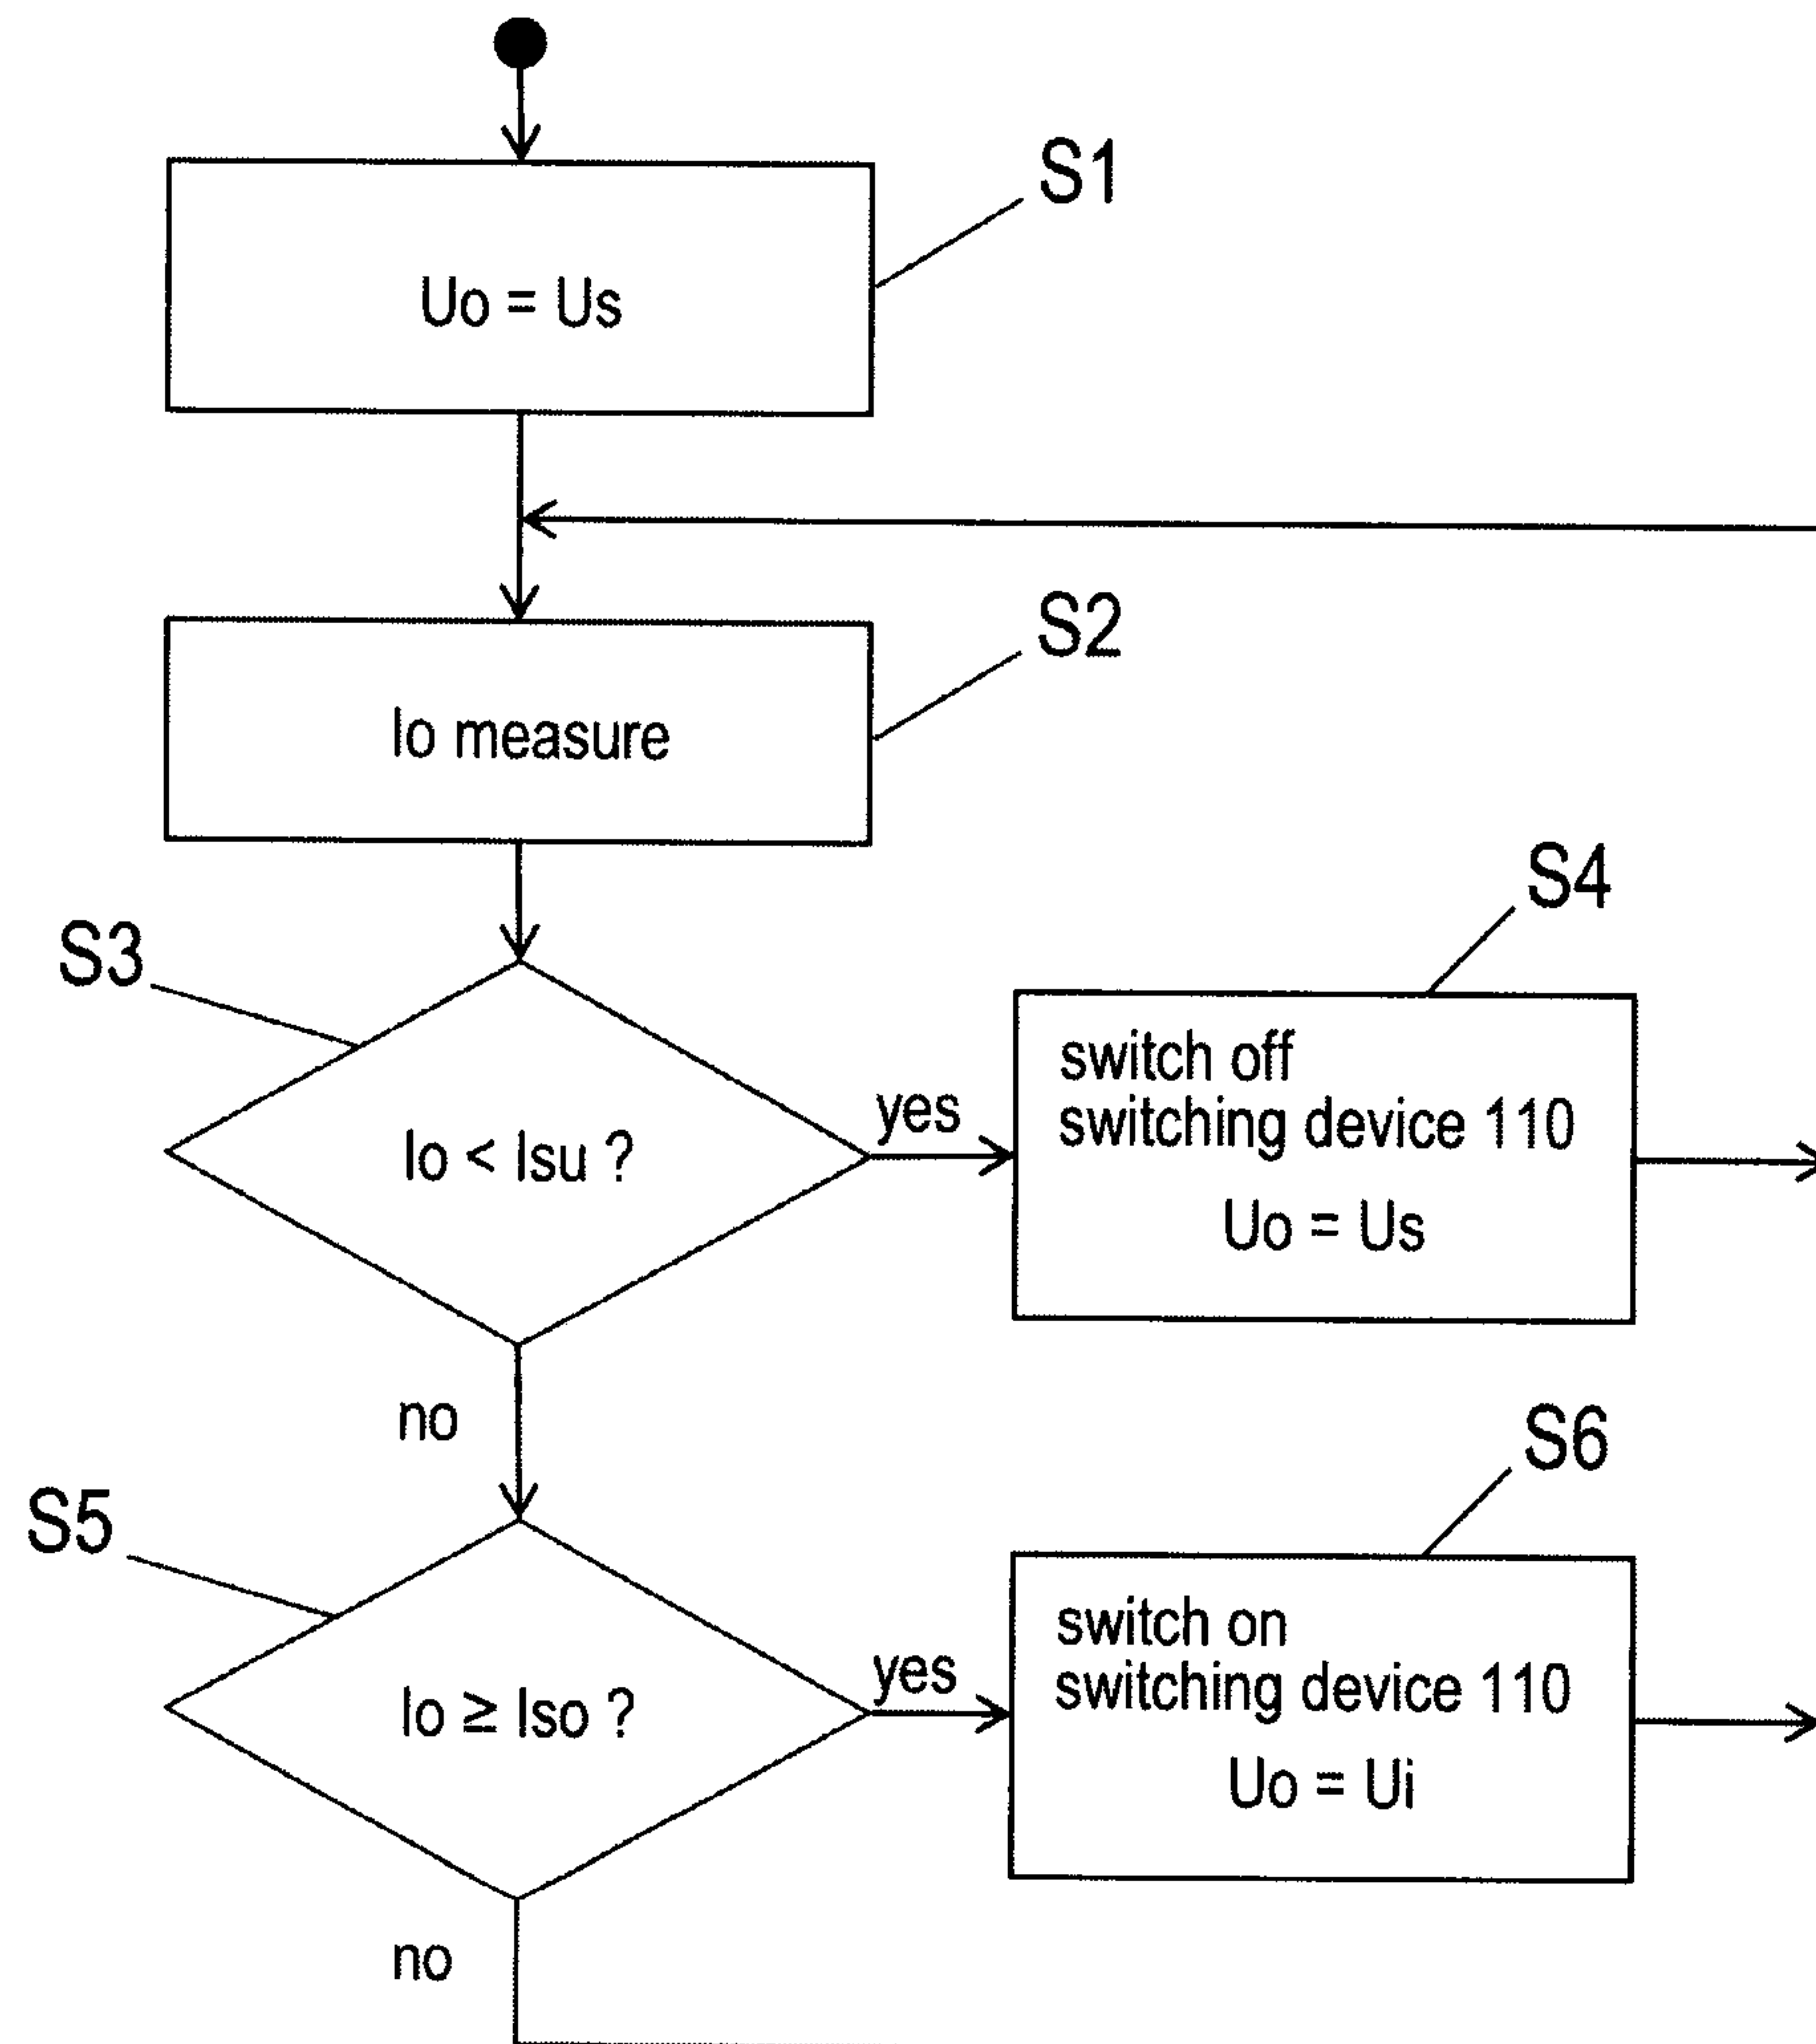 S1
Uo = Us
S2
Io measure
S4
S3
switch off
switching device 110
yes
Io < Isu ?
Uo = Us
no
S6
S5
switch on
switching device 110
yes
Io ≥ Iso ?
Uo = Ui
no